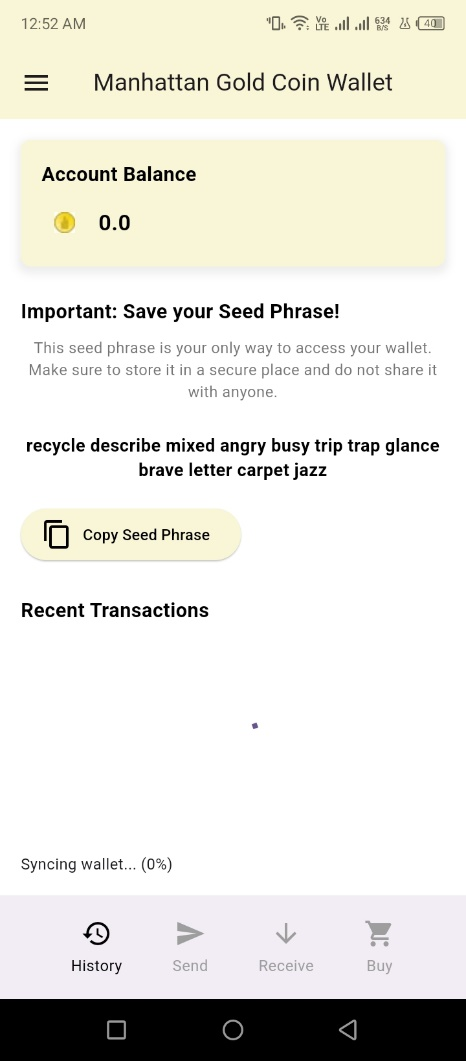 12:52 AM Vo LTE 634 B/S 40
Manhattan Gold Coin Wallet
Account Balance
0.0
Important: Save your Seed Phrase!
This seed phrase is your only way to access your wallet.
Make sure to store it in a secure place and do not share it
with anyone.
recycle describe mixed angry busy trip trap glance
brave letter carpet jazz
Copy Seed Phrase
Recent Transactions
Syncing wallet... (0%)
History Send Receive Buy